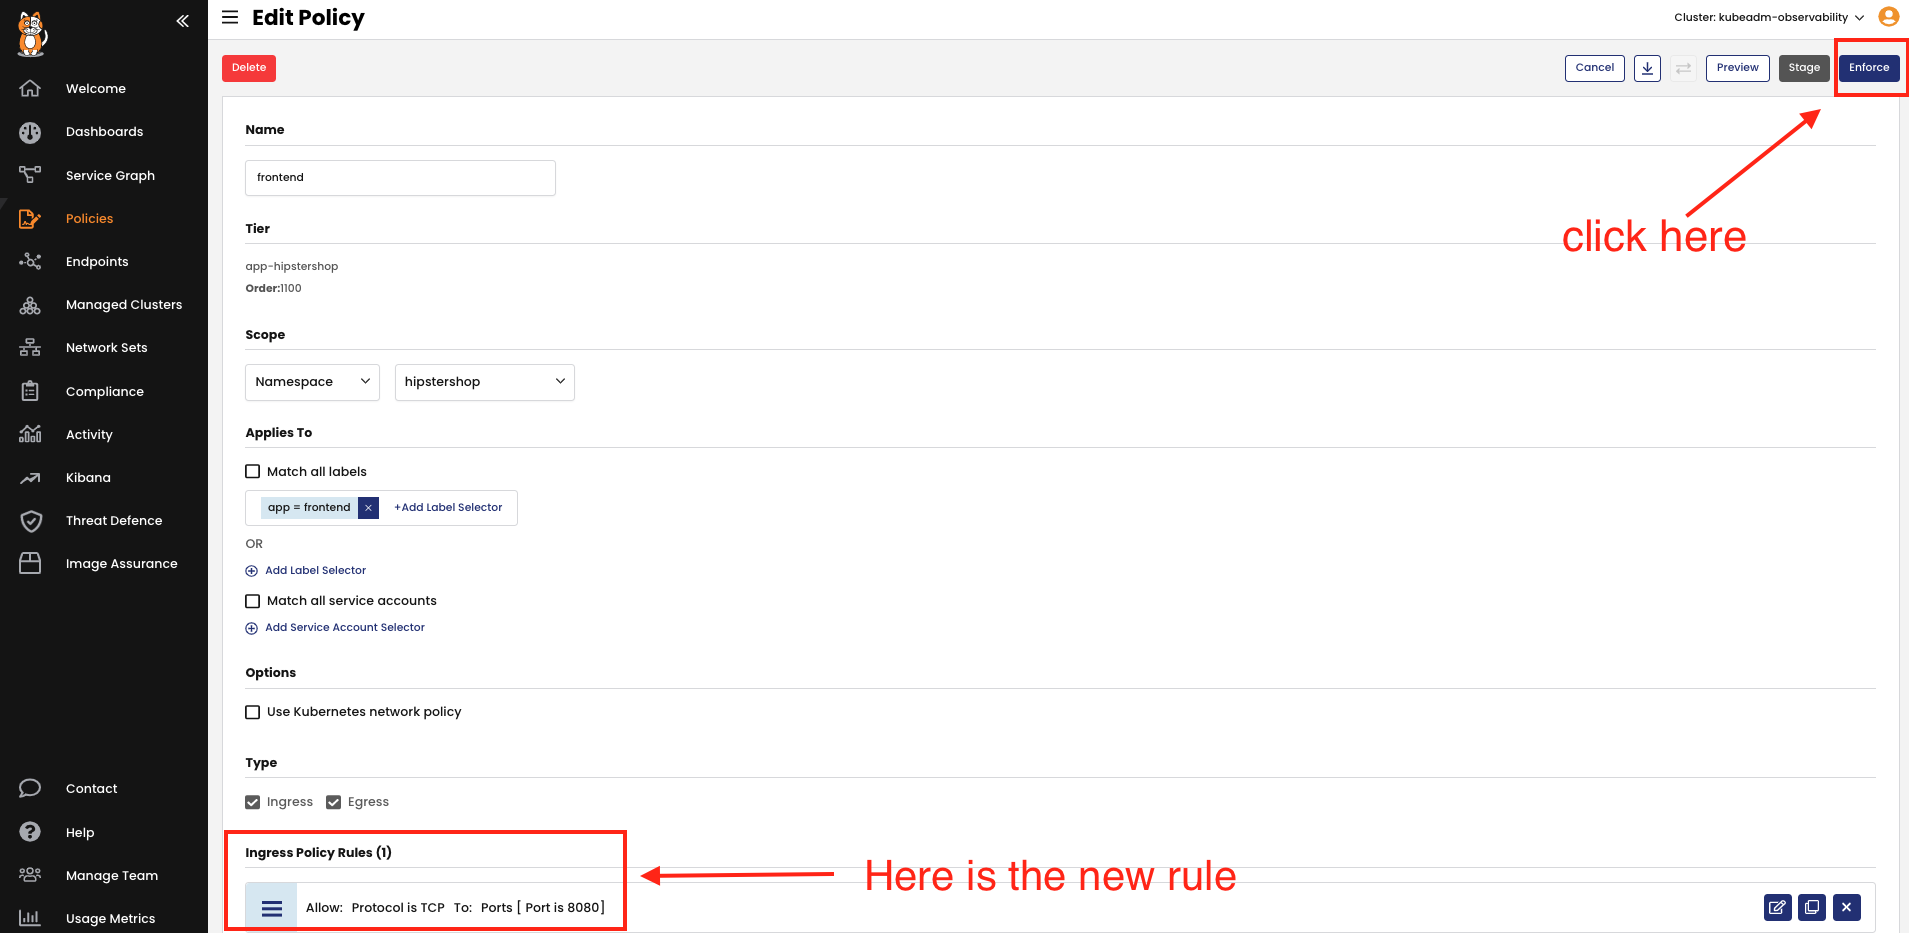 Edit Policy
Cluster: kubeadm-observability
Delete
Cancel
Preview
Stage
Enforce
Welcome
Dashboards
Service Graph
Policies
Endpoints
Managed Clusters
Network Sets
Compliance
Activity
Kibana
Threat Defence
Image Assurance
Contact
Help
Manage Team
Usage Metrics
Name
frontend
click here
Tier
app-hipstershop
Order:1100
Scope
Namespace
hipstershop
Applies To
Match all labels
app = frontend
+Add Label Selector
OR
Add Label Selector
Match all service accounts
Add Service Account Selector
Options
Use Kubernetes network policy
Type
Ingress
Egress
Ingress Policy Rules (1)
Here is the new rule
Allow: Protocol is TCP To: Ports [ Port is 8080]